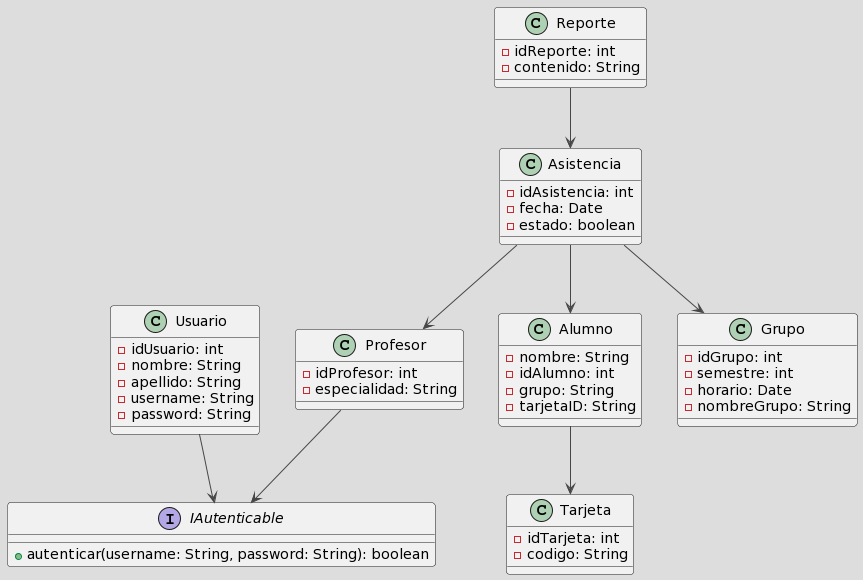 C Reporte
idReporte: int
contenido: String
C Asistencia
idAsistencia: int
fecha: Date
estado: boolean
C Usuario
idUsuario: int
nombre: String
apellido: String
username: String
password: String
C Profesor
idProfesor: int
especialidad: String
C Alumno
nombre: String
idAlumno: int
grupo: String
tarjetaID: String
C Grupo
idGrupo: int
semestre: int
horario: Date
nombreGrupo: String
I IAutenticable
autenticar(username: String, password: String): boolean
C Tarjeta
idTarjeta: int
codigo: String